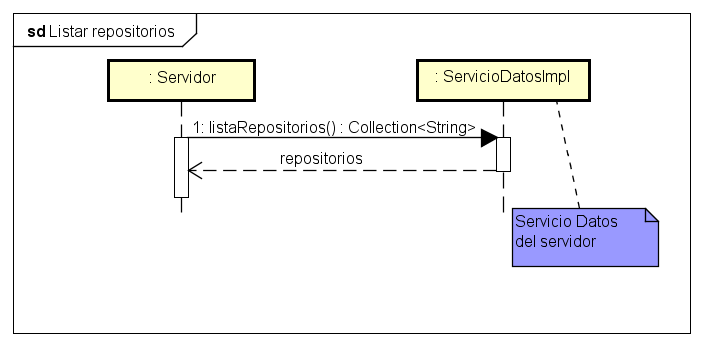 sd Listar repositorios
: Servidor
: ServicioDatosImpl
1: listaRepositorios() : Collection<String>
repositorios
Servicio Datos
del servidor